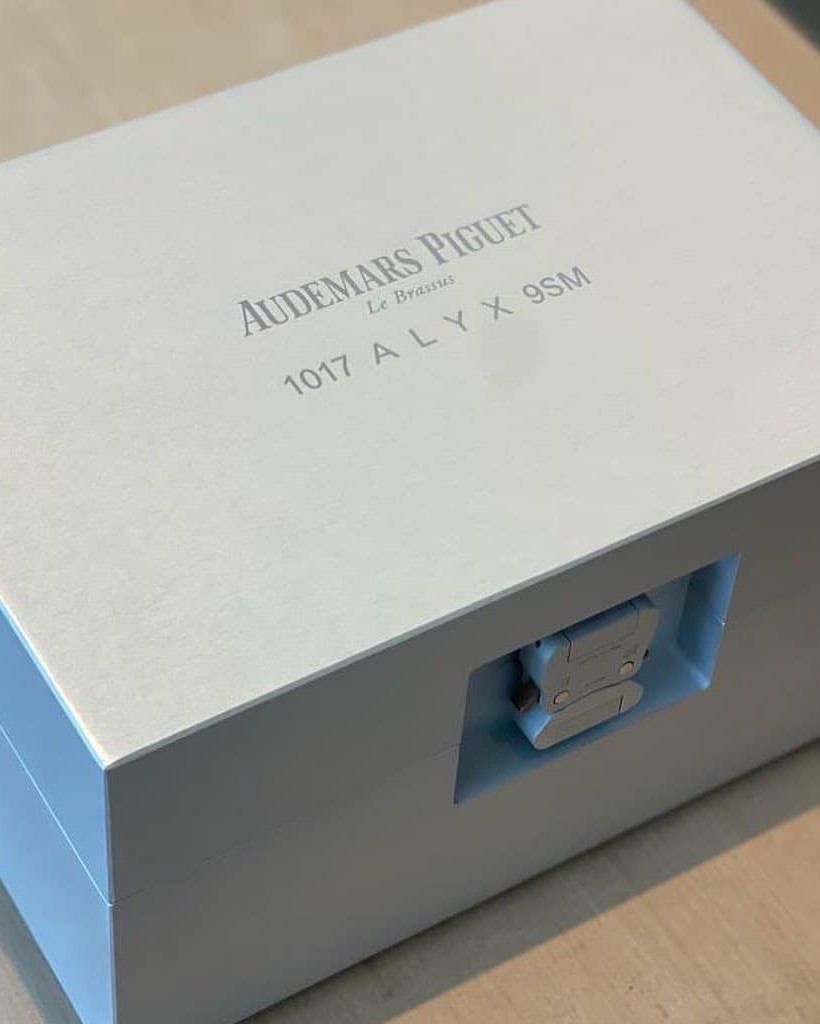 AUDEMARS PIGUET
Le Brassus
1017 A L Y X 9SM